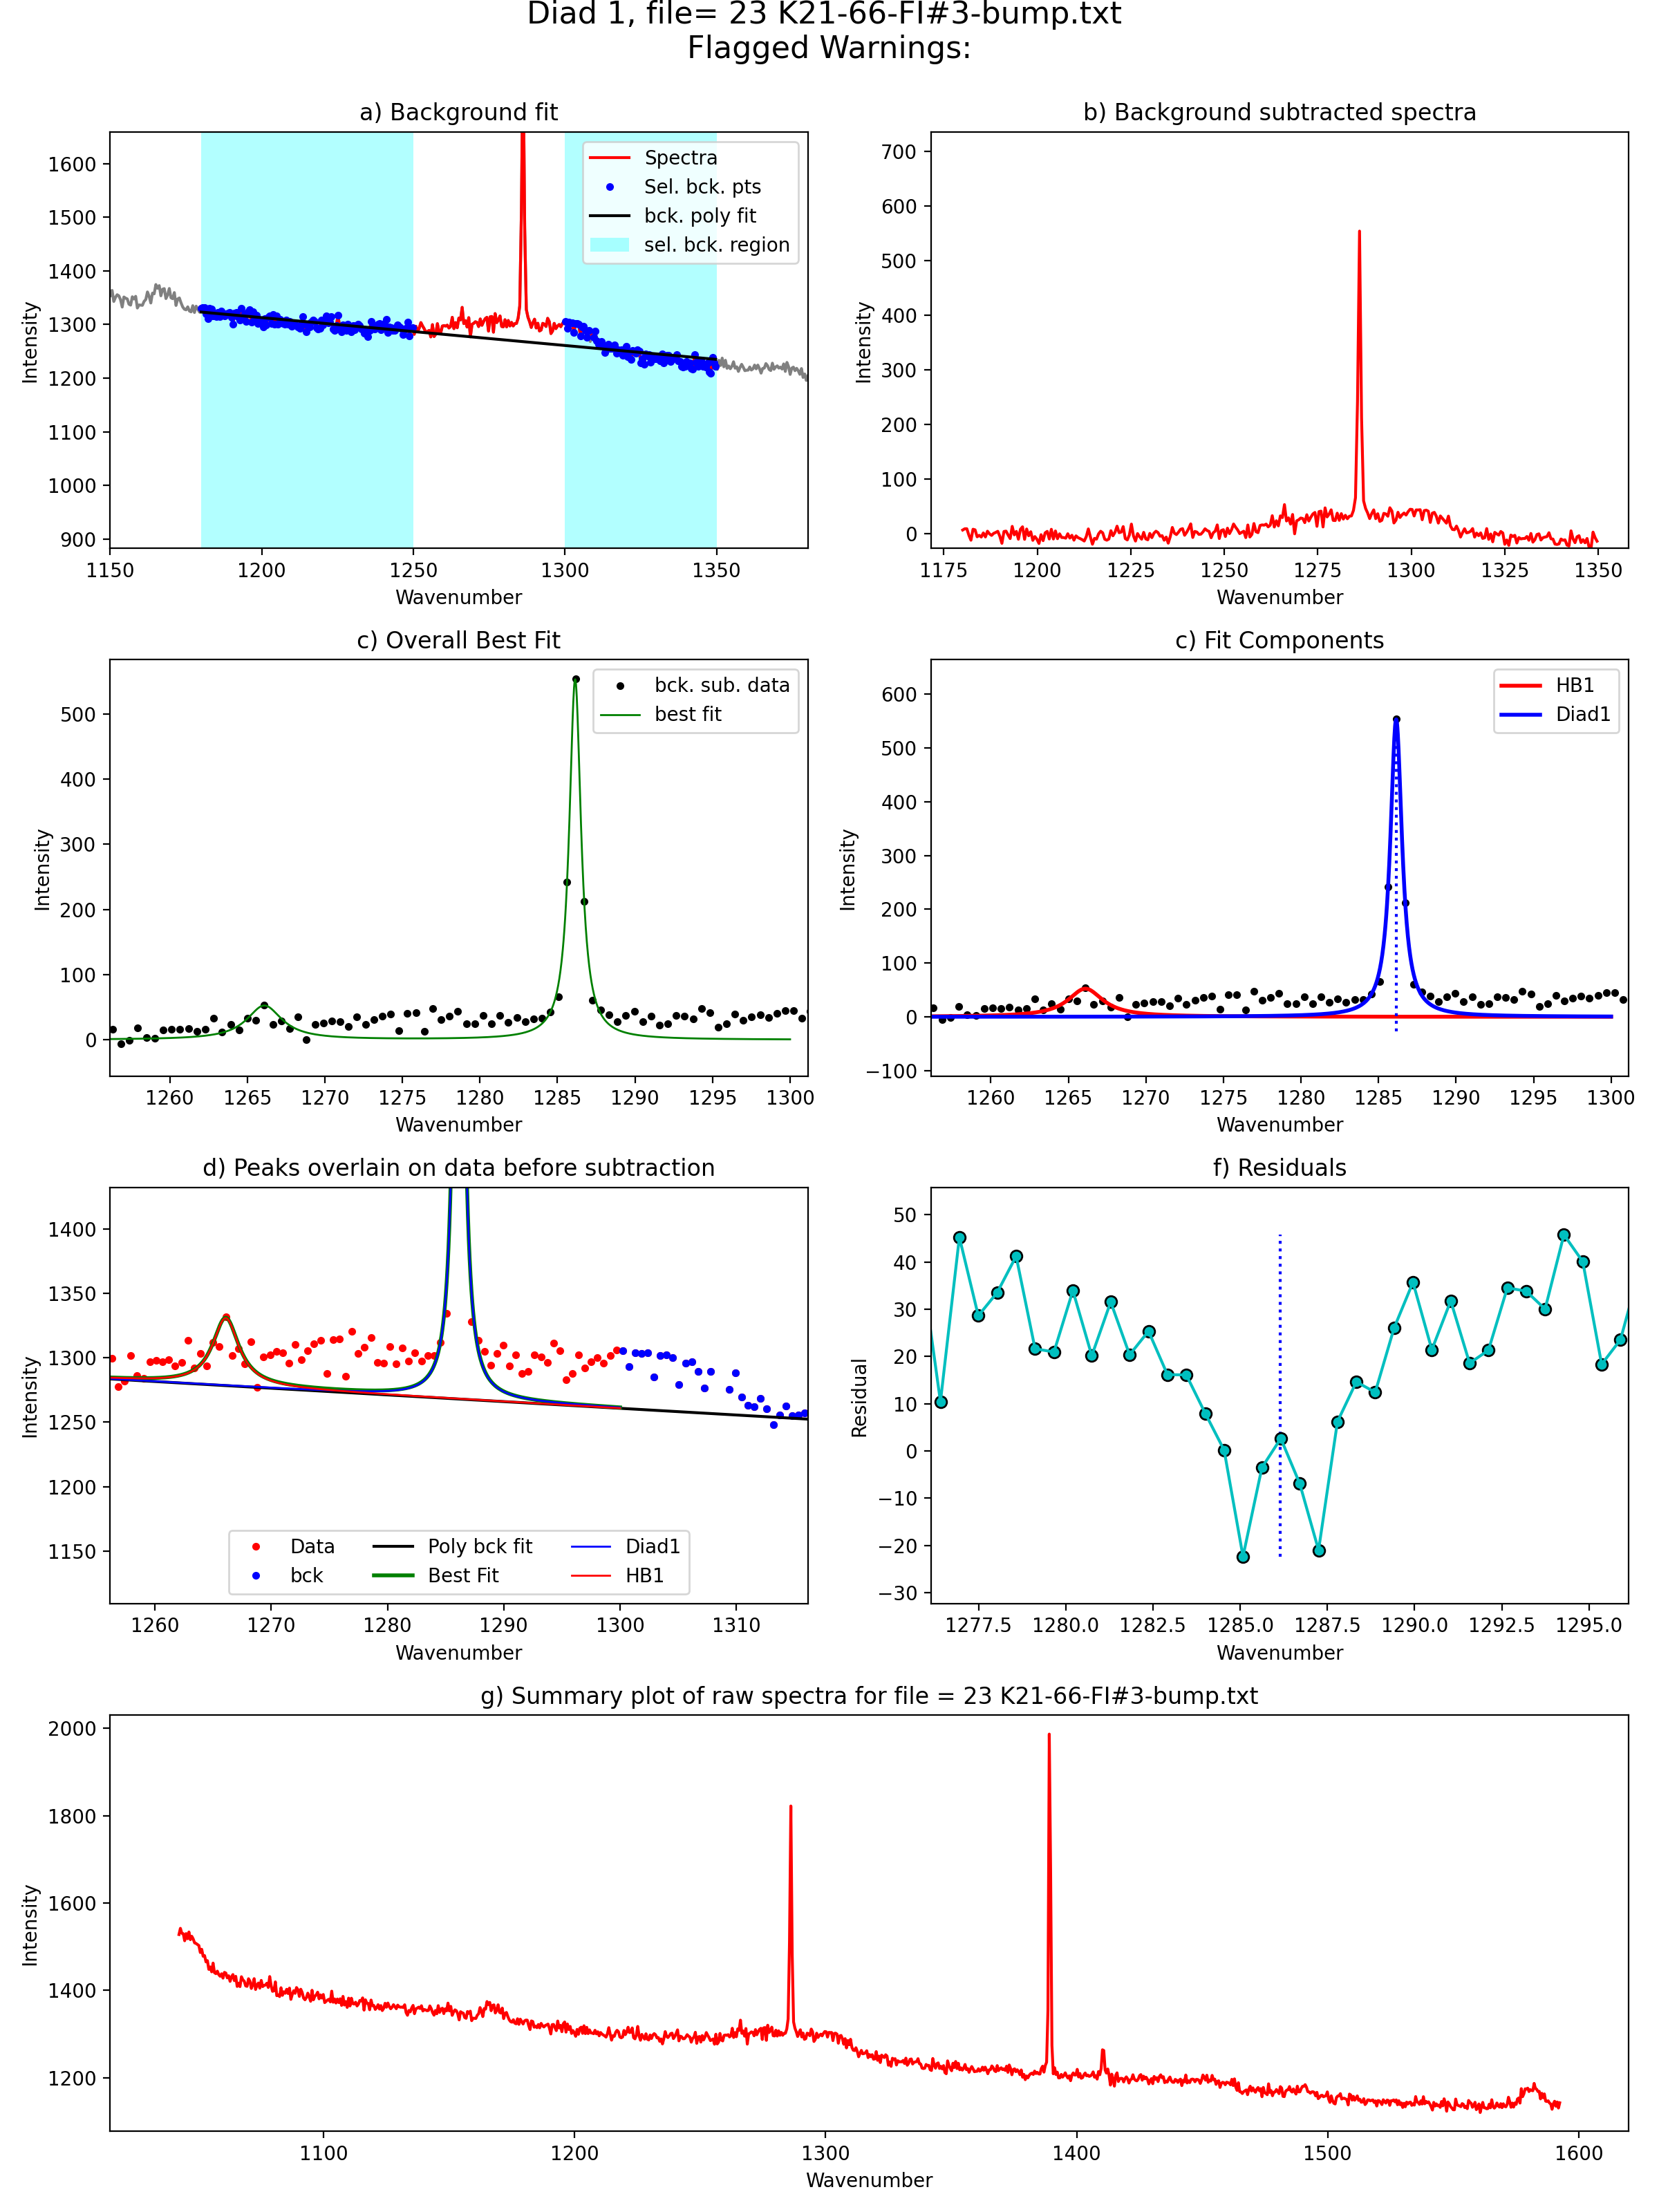 Diad 1, file= 23 K21-66-FI#3-bump.txt
Flagged Warnings:
a) Background fit
Intensity
1600
1500
1400
1300
1200
1100
1000
900
Spectra
Sel. bck. pts
bck. poly fit
sel. bck. region
1150 1200 1250 1300 1350
Wavenumber
b) Background subtracted spectra
Intensity
700
600
500
400
300
200
100
0
1175 1200 1225 1250 1275 1300 1325 1350
Wavenumber
c) Overall Best Fit
Intensity
500
400
300
200
100
0
bck. sub. data
best fit
1260 1265 1270 1275 1280 1285 1290 1295 1300
Wavenumber
c) Fit Components
Intensity
600
500
400
300
200
100
0
−100
HB1
Diad1
1260 1265 1270 1275 1280 1285 1290 1295 1300
Wavenumber
d) Peaks overlain on data before subtraction
Intensity
1400
1350
1300
1250
1200
1150
Data Poly bck fit Diad1
bck Best Fit HB1
1260 1270 1280 1290 1300 1310
Wavenumber
f) Residuals
Residual
50
40
30
20
10
0
−10
−20
−30
1277.5 1280.0 1282.5 1285.0 1287.5 1290.0 1292.5 1295.0
Wavenumber
g) Summary plot of raw spectra for file = 23 K21-66-FI#3-bump.txt
Intensity
2000
1800
1600
1400
1200
1100 1200 1300 1400 1500 1600
Wavenumber